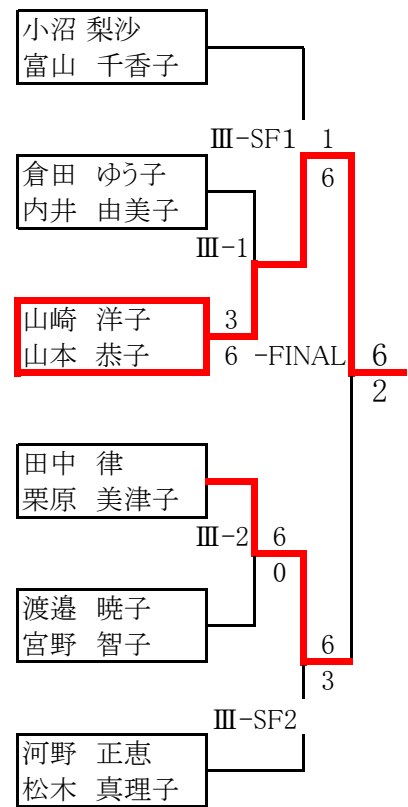 小沼 梨沙
富山 千香子
Ⅲ-SF1 1
6
倉田 ゆう子
内井 由美子
Ⅲ-1
山崎 洋子 3
山本 恭子 6 -FINAL 6
2
田中 律
栗原 美津子
Ⅲ-2 6
0
渡邉 暁子
宮野 智子 6
3
Ⅲ-SF2
河野 正恵
松木 真理子